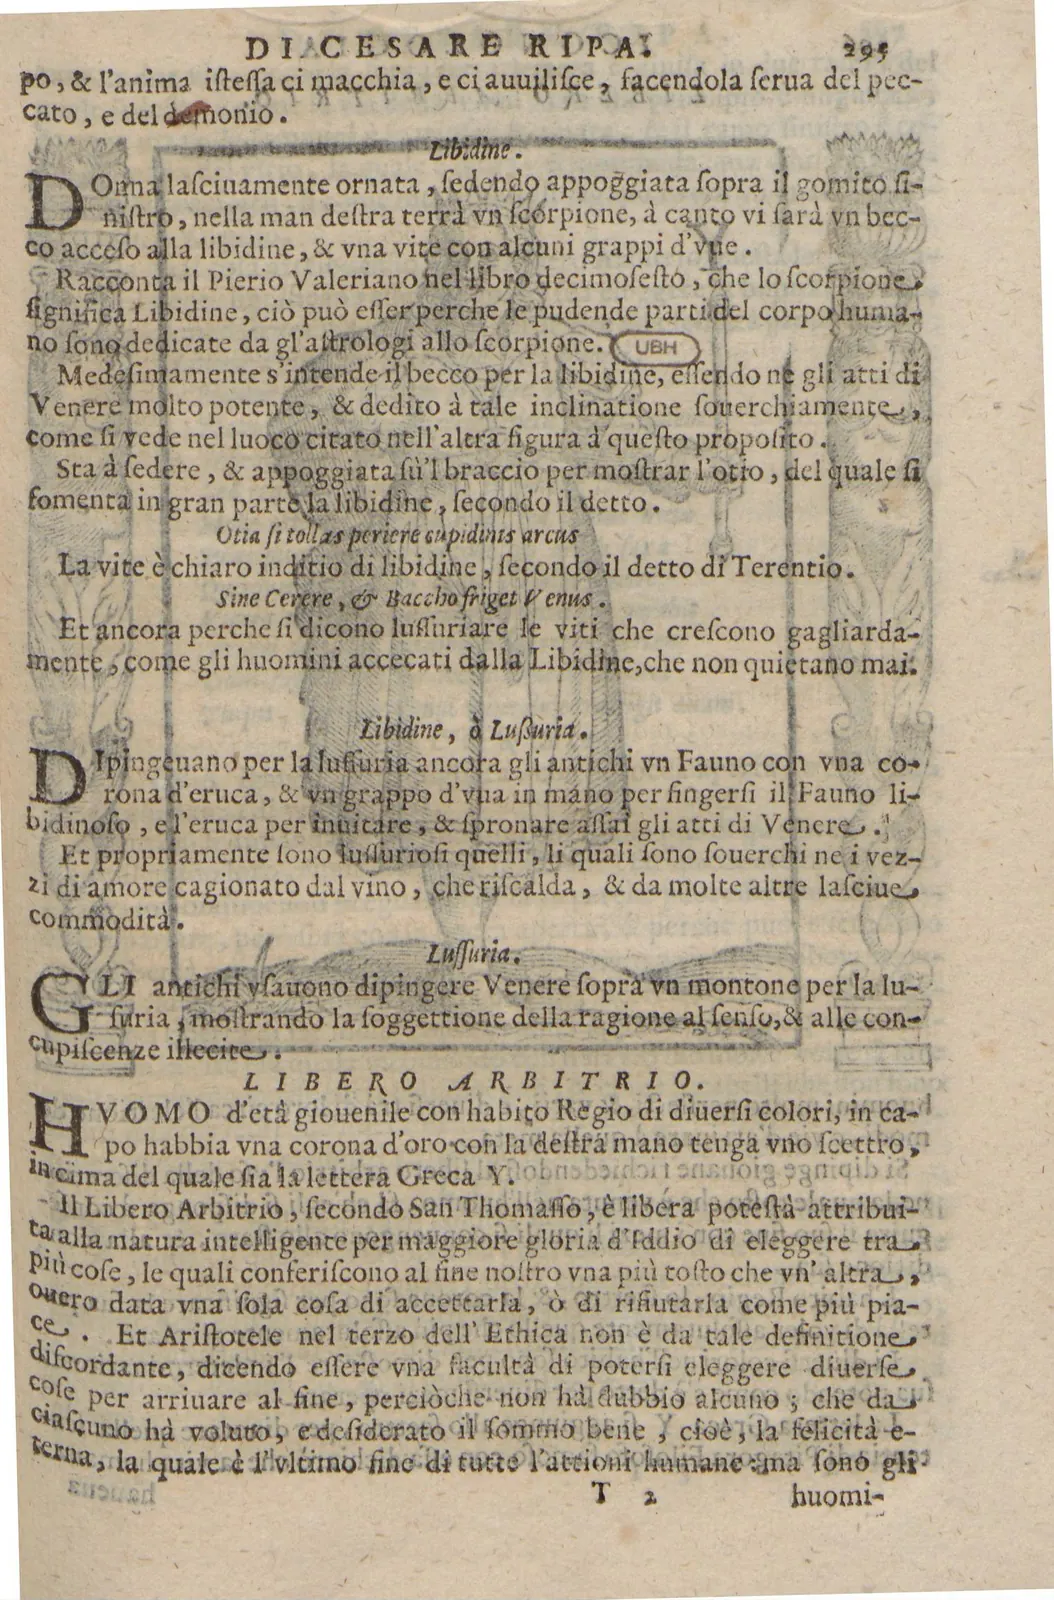 DI CESARE RIPA. 295
po, & l'anima iſteſſa ci macchia, e ci auuiliſce, facendola ſerua del pec-
cato, e del demonio.
Libidine.
DOnna laſciuamente ornata, ſedendo appoggiata ſopra il gomito ſi-
niſtro, nella man deſtra terrà vn ſcorpione, à canto vi ſarà vn bec-
co acceſo alla libidine, & vna vite con alcuni grappi d'vue.
Racconta il Pierio Valeriano nel libro decimoſeſto, che lo ſcorpione
ſignifica Libidine, ciò può eſſer perche le pudende parti del corpo huma-
no ſono dedicate da gl'aſtrologi allo ſcorpione. UBH
Medeſimamente s'intende il becco per la libidine, eſſendo ne gli atti di
Venere molto potente, & dedito à tale inclinatione ſouerchiamente,
come ſi vede nel luoco citato nell'altra figura à queſto propoſito.
Sta à ſedere, & appoggiata sù'l braccio per moſtrar l'otio, del quale ſi
fomenta in gran parte la libidine, ſecondo il detto.
Otia ſi tollas periere cupidinis arcus
La vite è chiaro inditio di libidine, ſecondo il detto di Terentio.
Sine Cerere, & Baccho friget Venus.
Et ancora perche ſi dicono luſſuriare le viti che creſcono gagliarda-
mente, come gli huomini accecati dalla Libidine, che non quietano mai.
Libidine, ò Luſſuria.
DIpingeuano per la luſſuria ancora gli antichi vn Fauno con vna co-
rona d'eruca, & vn grappo d'vua in mano per fingerſi il Fauno li-
bidinoſo, e l'eruca per inuitare, & ſpronare aſſai gli atti di Venere.
Et propriamente ſono luſſurioſi quelli, li quali ſono ſouerchi ne i vez-
zi di amore cagionato dal vino, che riſcalda, & da molte altre laſciue
commodità.
Luſſuria.
GLI antichi vſauono dipingere Venere ſopra vn montone per la lu-
ſuria, moſtrando la ſoggettione della ragione al ſenſo, & alle con-
cupiſcenze illecite.
LIBERO ARBITRIO.
HVOMO d'età giouenile con habito Regio di diuerſi colori, in ca-
po habbia vna corona d'oro con la deſtra mano tenga vno ſcettro,
in cima del quale ſia la lettera Greca Y.
Il Libero Arbitrio, ſecondo San Thomaſſo, è libera poteſtà attribui-
ta alla natura intelligente per maggiore gloria d'Iddio di eleggere tra
più coſe, le quali conferiſcono al fine noſtro vna più toſto che vn' altra,
ouero data vna ſola coſa di accettarla, ò di rifiutarla come più pia-
ce. Et Ariſtotele nel terzo dell' Ethica non è da tale definitione
diſcordante, dicendo eſſere vna facultà di poterſi eleggere diuerſe
coſe per arriuare al fine, perciòche non hà dubbio alcuno; che da
ciaſcuno hà voluto, e deſiderato il ſommo bene, cioè, la felicità e-
terna, la quale è l'vltimo fine di tutte l'attioni humane: ma ſono gli
T 2 huomi-